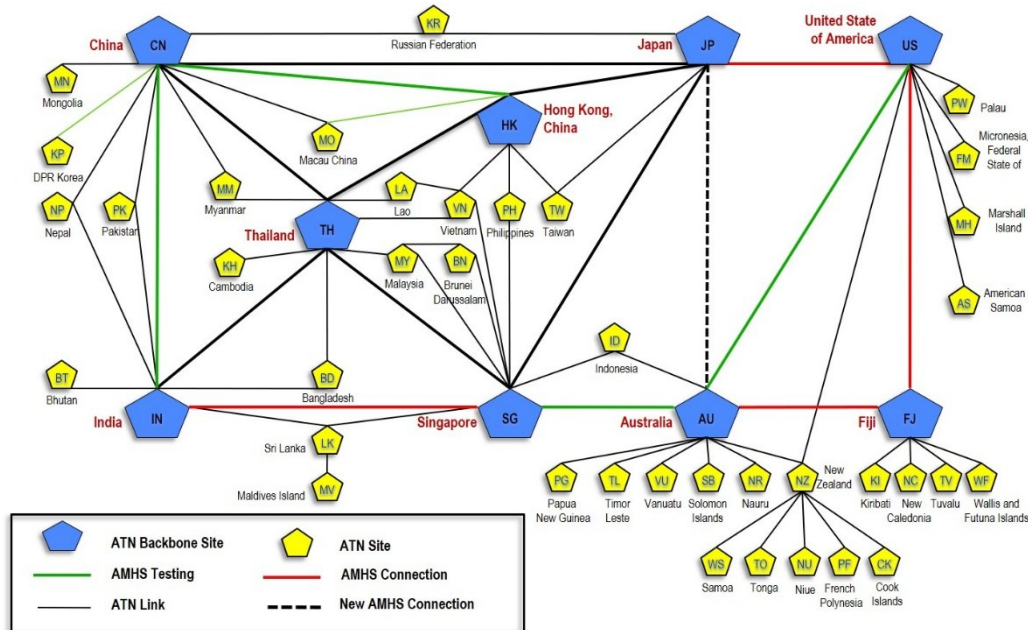 KR
Russian Federation
China
CN
Japan
JP
United State
of America
US
MN
Mongolia
PW
Palau
Hong Kong,
China
HK
MO
Macau China
Micronesia,
Federal
State of
FM
KP
DPR Korea
MM
Myanmar
LA
Lao
NP
Nepal
PK
Pakistan
VN
Vietnam
PH
Philippines
TW
Taiwan
MH
Marshall
Island
Thailand
TH
KH
Cambodia
MY
Malaysia
BN
Brunei
Darussalam
AS
American
Samoa
ID
Indonesia
BT
Bhutan
BD
Bangladesh
India
IN
Singapore
SG
Australia
AU
Fiji
FJ
Sri Lanka
LK
Maldives Island
MV
PG
Papua
New Guinea
TL
Timor
Leste
VU
Vanuatu
SB
Solomon
Islands
NR
Nauru
NZ
New
Zealand
KI
Kiribati
NC
New
Caledonia
TV
Tuvalu
WF
Wallis and
Futuna Islands
WS
Samoa
TO
Tonga
NU
Niue
PF
French
Polynesia
CK
Cook
Islands
ATN Backbone Site
ATN Site
AMHS Testing
AMHS Connection
ATN Link
New AMHS Connection